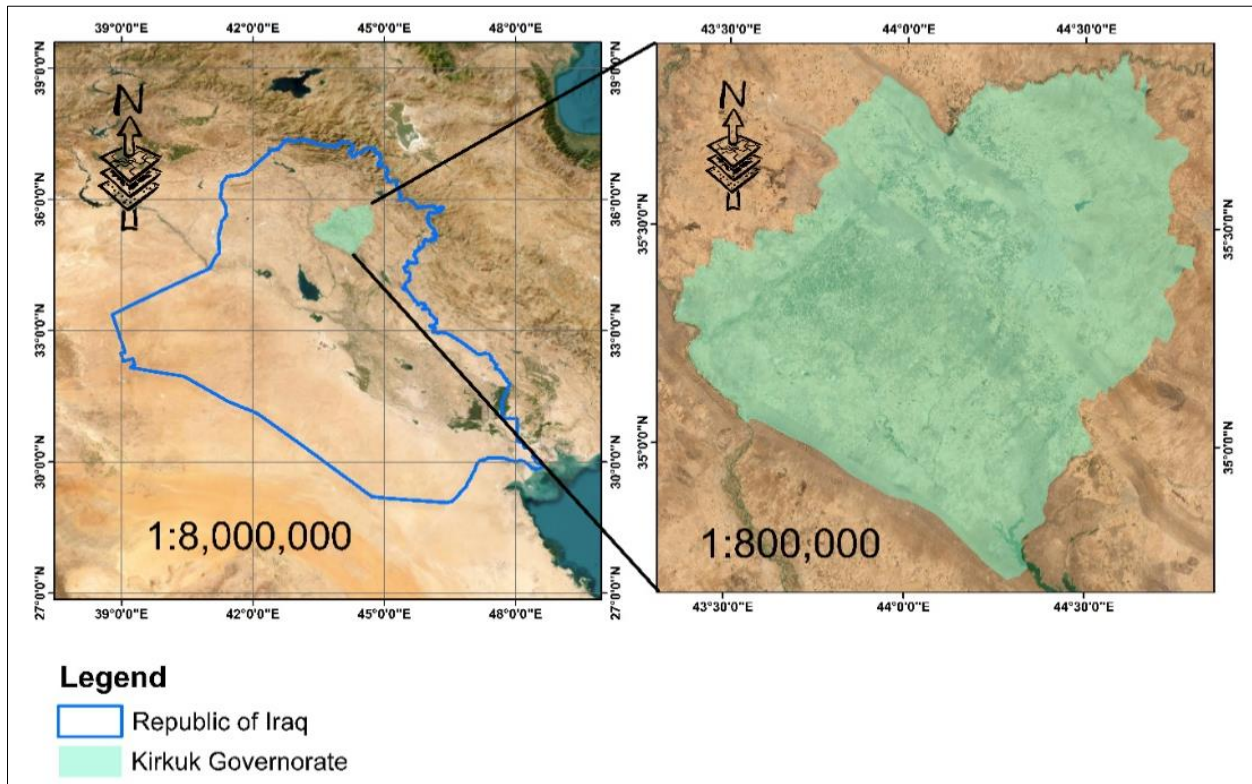 39°0'0"E 42°0'0"E 45°0'0"E 48°0'0"E
39°0'0"N
36°0'0"N
33°0'0"N
30°0'0"N
27°0'0"N
N
39°0'0"N
36°0'0"N
33°0'0"N
30°0'0"N
27°0'0"N
1:8,000,000
39°0'0"E 42°0'0"E 45°0'0"E 48°0'0"E
43°30'0"E 44°0'0"E 44°30'0"E
35°30'0"N
35°0'0"N
N
35°30'0"N
35°0'0"N
1:800,000
43°30'0"E 44°0'0"E 44°30'0"E
Legend
Republic of Iraq
Kirkuk Governorate